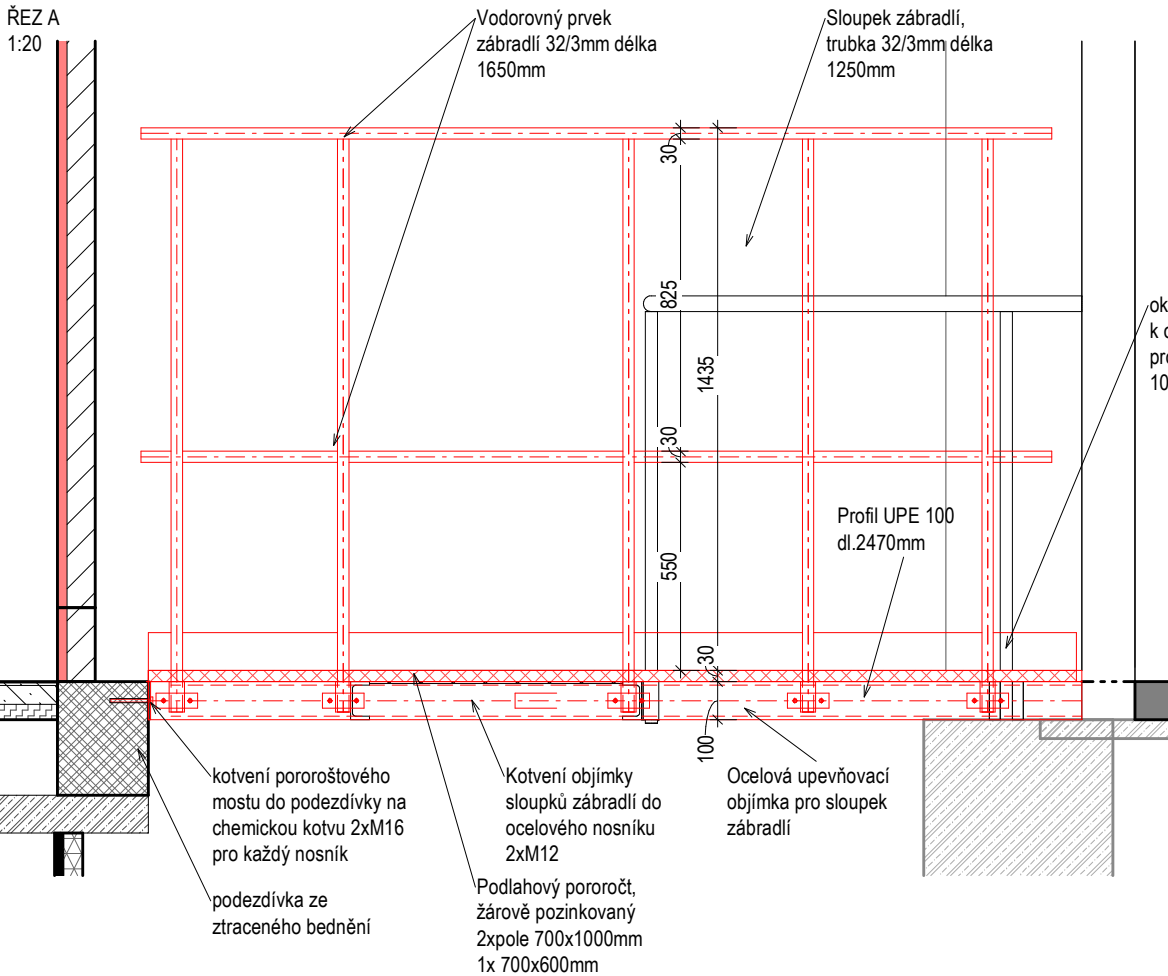 ŘEZ A
1:20
Vodorovný prvek
zábradlí 32/3mm délka
1650mm
Sloupek zábradlí,
trubka 32/3mm délka
1250mm
30
825
1435
30
550
30
100
ok
k
pro
10
Profil UPE 100
dl.2470mm
kotvení pororoštového
mostu do podezdívky na
chemickou kotvu 2xM16
pro každý nosník
podezdívka ze
ztraceného bednění
Kotvení objímky
sloupků zábradlí do
ocelového nosníku
2xM12
Podlahový pororočt,
žárově pozinkovaný
2xpole 700x1000mm
1x 700x600mm
Ocelová upevňovací
objímka pro sloupek
zábradlí